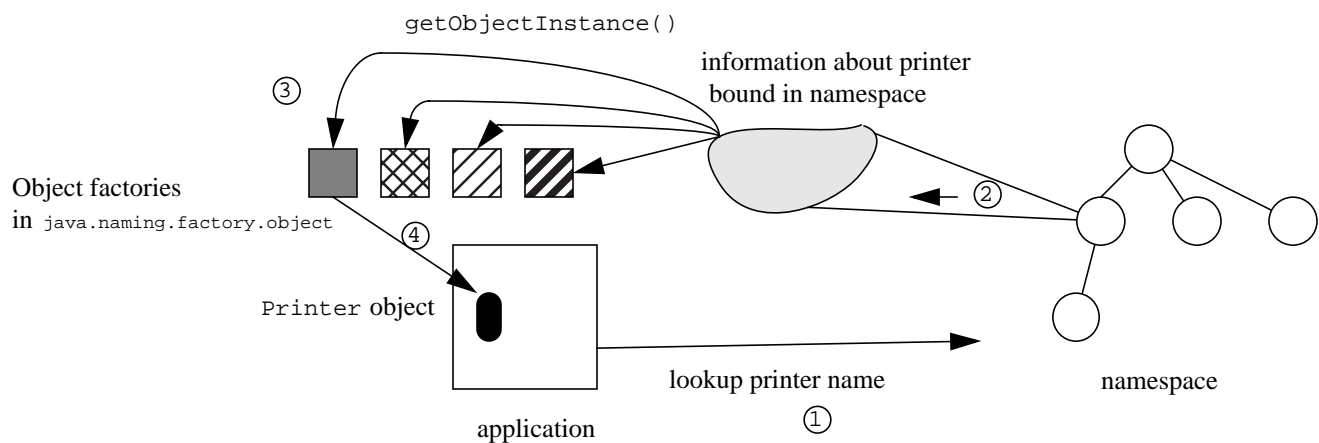 getObjectInstance()
information about printer
bound in namespace
③
②
Object factories
in java.naming.factory.object
④
Printer object
lookup printer name
namespace
①
application